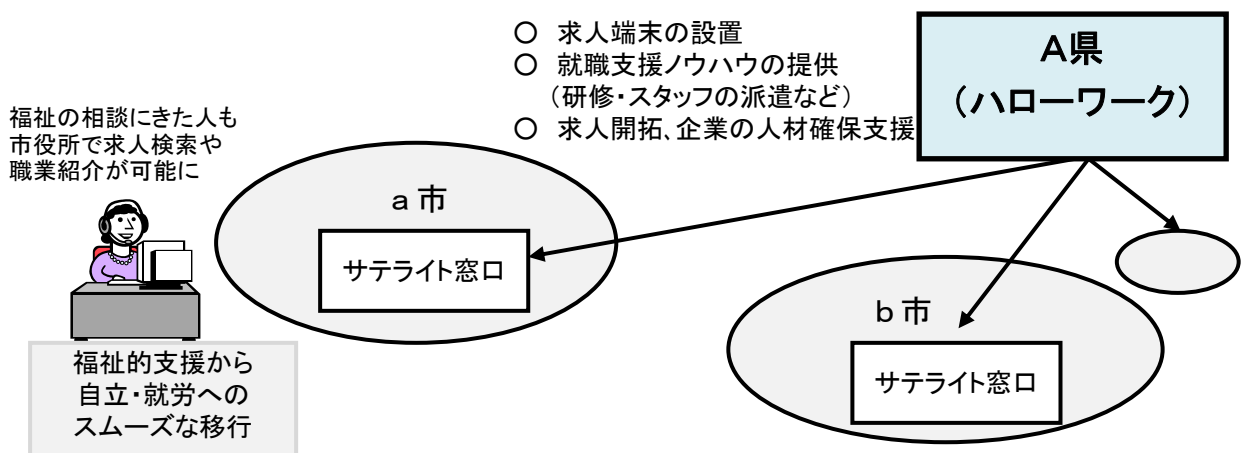 ○ 求人端末の設置
○ 就職支援ノウハウの提供
（研修・スタッフの派遣など）
○ 求人開拓、企業の人材確保支援
A県
（ハローワーク）
福祉の相談にきた人も
市役所で求人検索や
職業紹介が可能に
a 市
サテライト窓口
b 市
サテライト窓口
福祉的支援から
自立・就労への
スムーズな移行